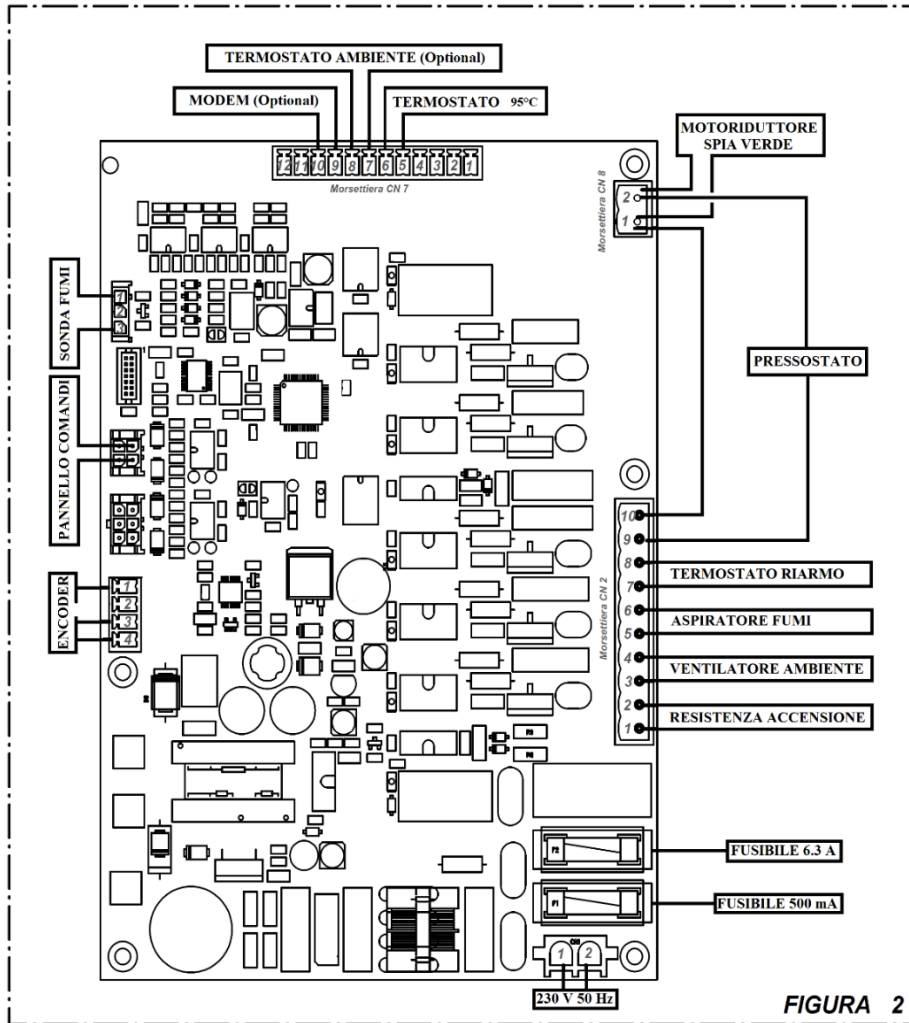 TERMOSTATO AMBIENTE (Optional)
MODEM (Optional)
TERMOSTATO 95°C
MOTORIDUTTORE
SPIA VERDE
12 11 10 9 8 7 6 5 4 3 2 1
Morsettiera CN 7
2
1
Morsettiera CN 8
SONDA FUMI
1
2
3
PRESSOSTATO
PANNELLO COMANDI
ENCODER
1
2
3
4
Morsettiera CN 2
10
9
8
7
6
5
4
3
2
1
TERMOSTATO RIARMO
ASPIRATORE FUMI
VENTILATORE AMBIENTE
RESISTENZA ACCENSIONE
F2
FUSIBILE 6.3 A
F1
FUSIBILE 500 mA
1 2
230 V 50 Hz
FIGURA 2